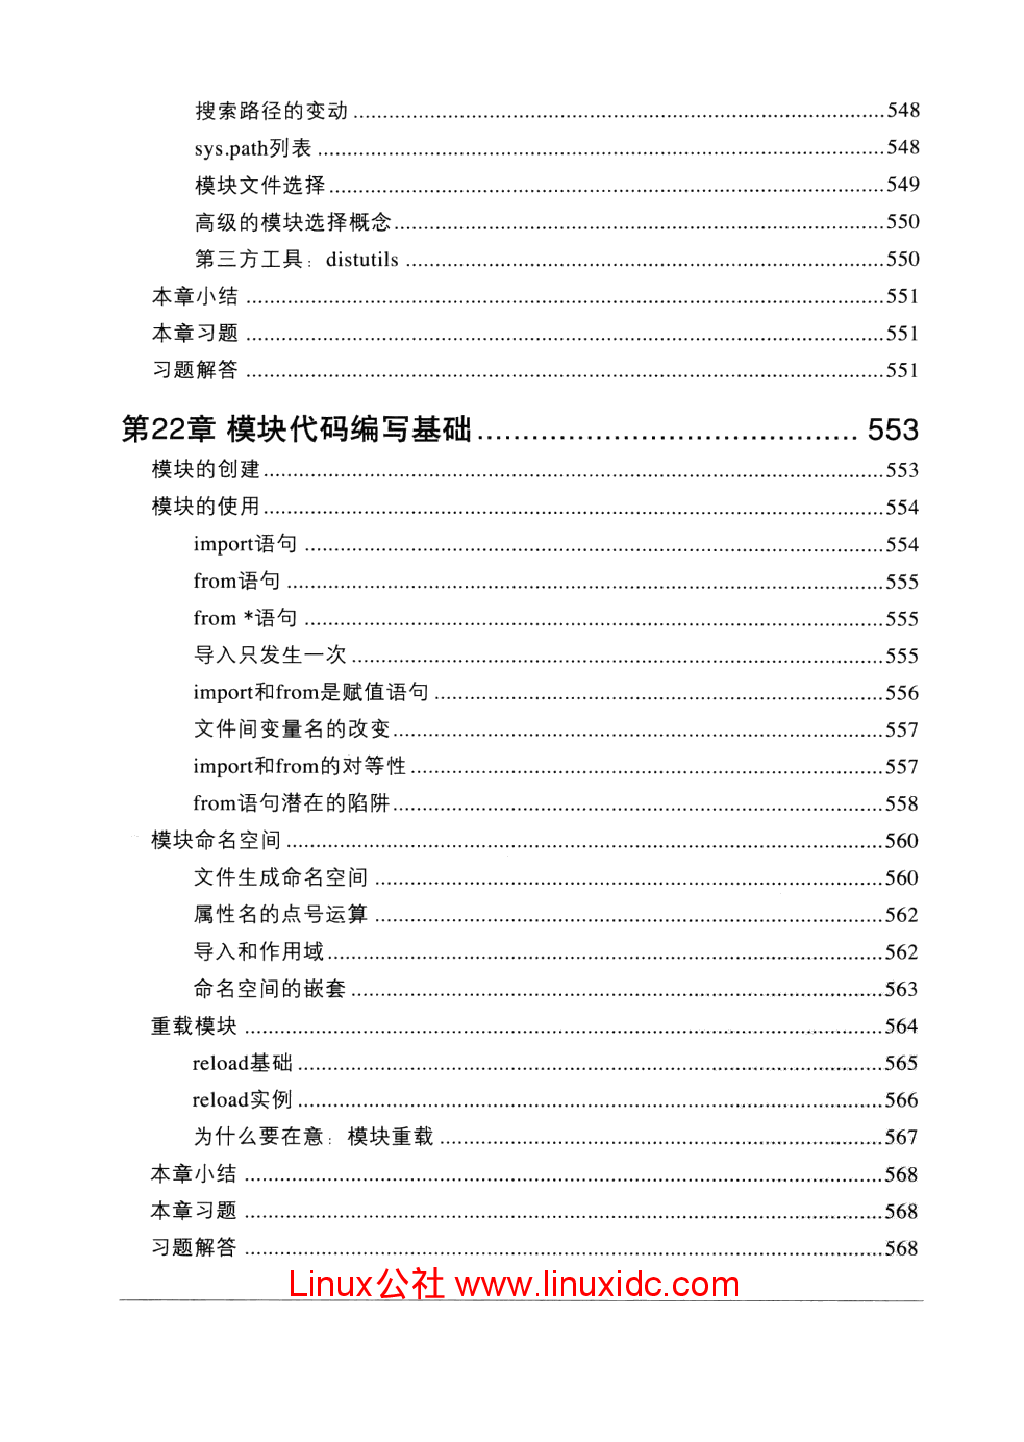 搜索路径的变动 ........ 548
sys.path列表 ........ 548
模块文件选择 ........ 549
高级的模块选择概念 ........ 550
第三方工具：distutils ........ 550
本章小结 ........ 551
本章习题 ........ 551
习题解答 ........ 551
第22章 模块代码编写基础 ........ 553
模块的创建 ........ 553
模块的使用 ........ 554
import语句 ........ 554
from语句 ........ 555
from *语句 ........ 555
导入只发生一次 ........ 555
import和from是赋值语句 ........ 556
文件间变量名的改变 ........ 557
import和from的对等性 ........ 557
from语句潜在的陷阱 ........ 558
模块命名空间 ........ 560
文件生成命名空间 ........ 560
属性名的点号运算 ........ 562
导入和作用域 ........ 562
命名空间的嵌套 ........ 563
重载模块 ........ 564
reload基础 ........ 565
reload实例 ........ 566
为什么要在意：模块重载 ........ 567
本章小结 ........ 568
本章习题 ........ 568
习题解答 ........ 568
Linux公社 www.linuxidc.com